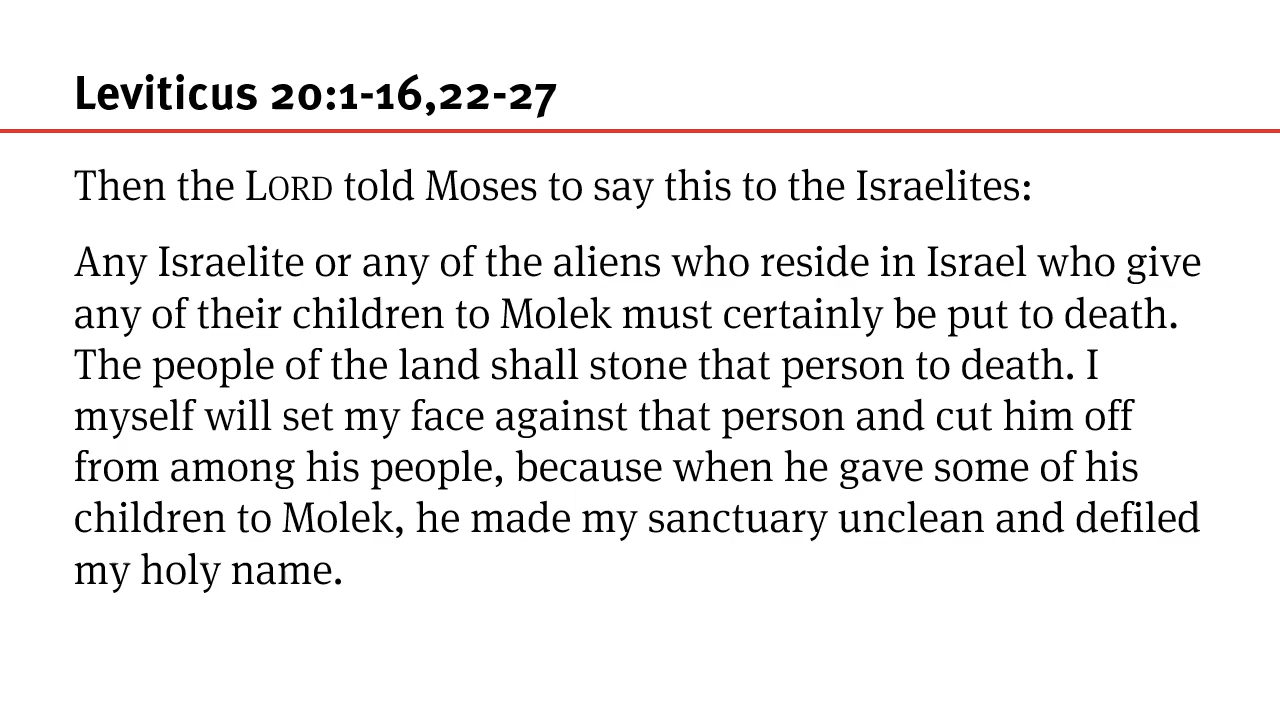 Leviticus 20:1-16,22-27
Then the LORD told Moses to say this to the Israelites:
Any Israelite or any of the aliens who reside in Israel who give
any of their children to Molek must certainly be put to death.
The people of the land shall stone that person to death. I
myself will set my face against that person and cut him off
from among his people, because when he gave some of his
children to Molek, he made my sanctuary unclean and defiled
my holy name.